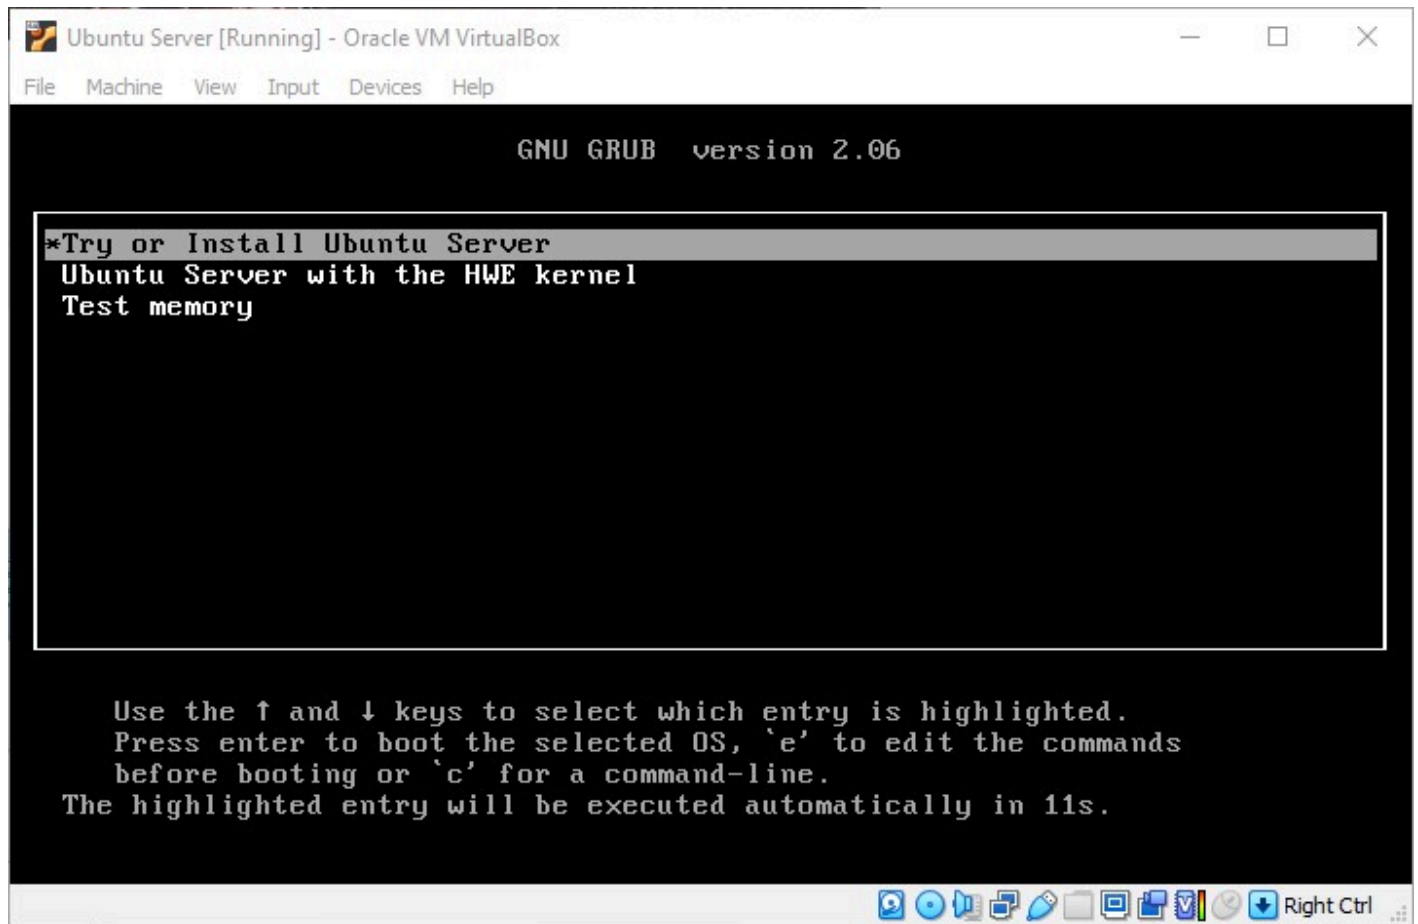 Ubuntu Server [Running] - Oracle VM VirtualBox
File Machine View Input Devices Help
GNU GRUB version 2.06
*Try or Install Ubuntu Server
Ubuntu Server with the HWE kernel
Test memory
Use the ↑ and ↓ keys to select which entry is highlighted.
Press enter to boot the selected OS, `e' to edit the commands
before booting or `c' for a command-line.
The highlighted entry will be executed automatically in 11s.
Right Ctrl